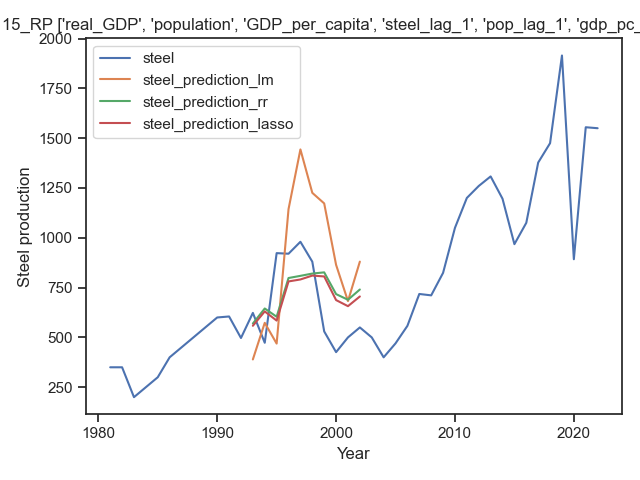 15_RP ['real_GDP', 'population', 'GDP_per_capita', 'steel_lag_1', 'pop_lag_1', 'gdp_pc_
2000
1750
1500
1250
1000
750
500
250
steel
steel_prediction_lm
steel_prediction_rr
steel_prediction_lasso
Steel production
1980 1990 2000 2010 2020
Year